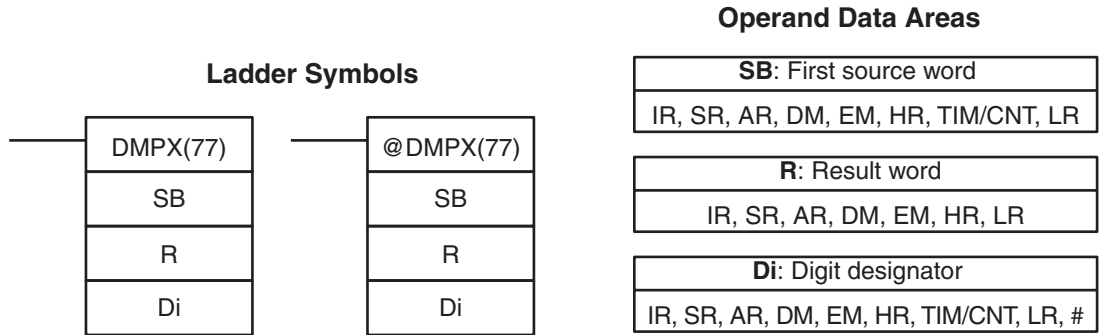 Ladder Symbols
DMPX(77)
SB
R
Di
@DMPX(77)
SB
R
Di
Operand Data Areas
SB: First source word
IR, SR, AR, DM, EM, HR, TIM/CNT, LR
R: Result word
IR, SR, AR, DM, EM, HR, LR
Di: Digit designator
IR, SR, AR, DM, EM, HR, TIM/CNT, LR, #